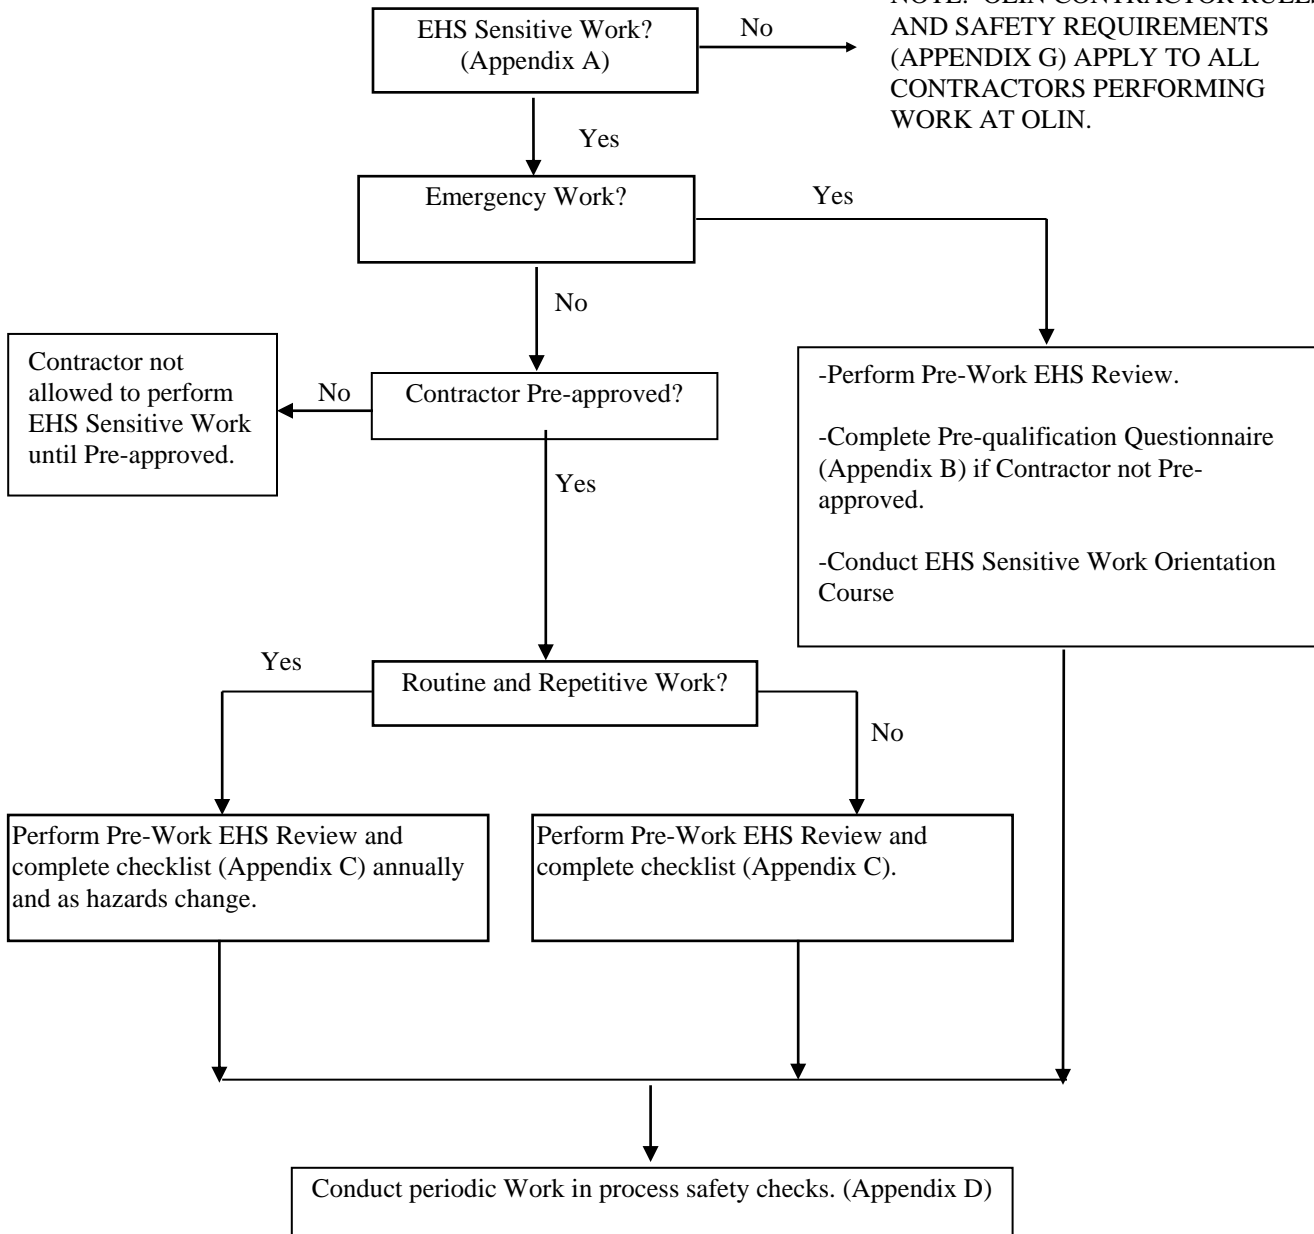 EHS Sensitive Work?
(Appendix A)
No
NOTE: OLIN CONTRACTOR RULES
AND SAFETY REQUIREMENTS
(APPENDIX G) APPLY TO ALL
CONTRACTORS PERFORMING
WORK AT OLIN.
Yes
Emergency Work?
Yes
No
Contractor not
allowed to perform
EHS Sensitive Work
until Pre-approved.
No
Contractor Pre-approved?
-Perform Pre-Work EHS Review.
-Complete Pre-qualification Questionnaire
(Appendix B) if Contractor not Pre-
approved.
-Conduct EHS Sensitive Work Orientation
Course
Yes
Yes
Routine and Repetitive Work?
No
Perform Pre-Work EHS Review and
complete checklist (Appendix C) annually
and as hazards change.
Perform Pre-Work EHS Review and
complete checklist (Appendix C).
Conduct periodic Work in process safety checks. (Appendix D)